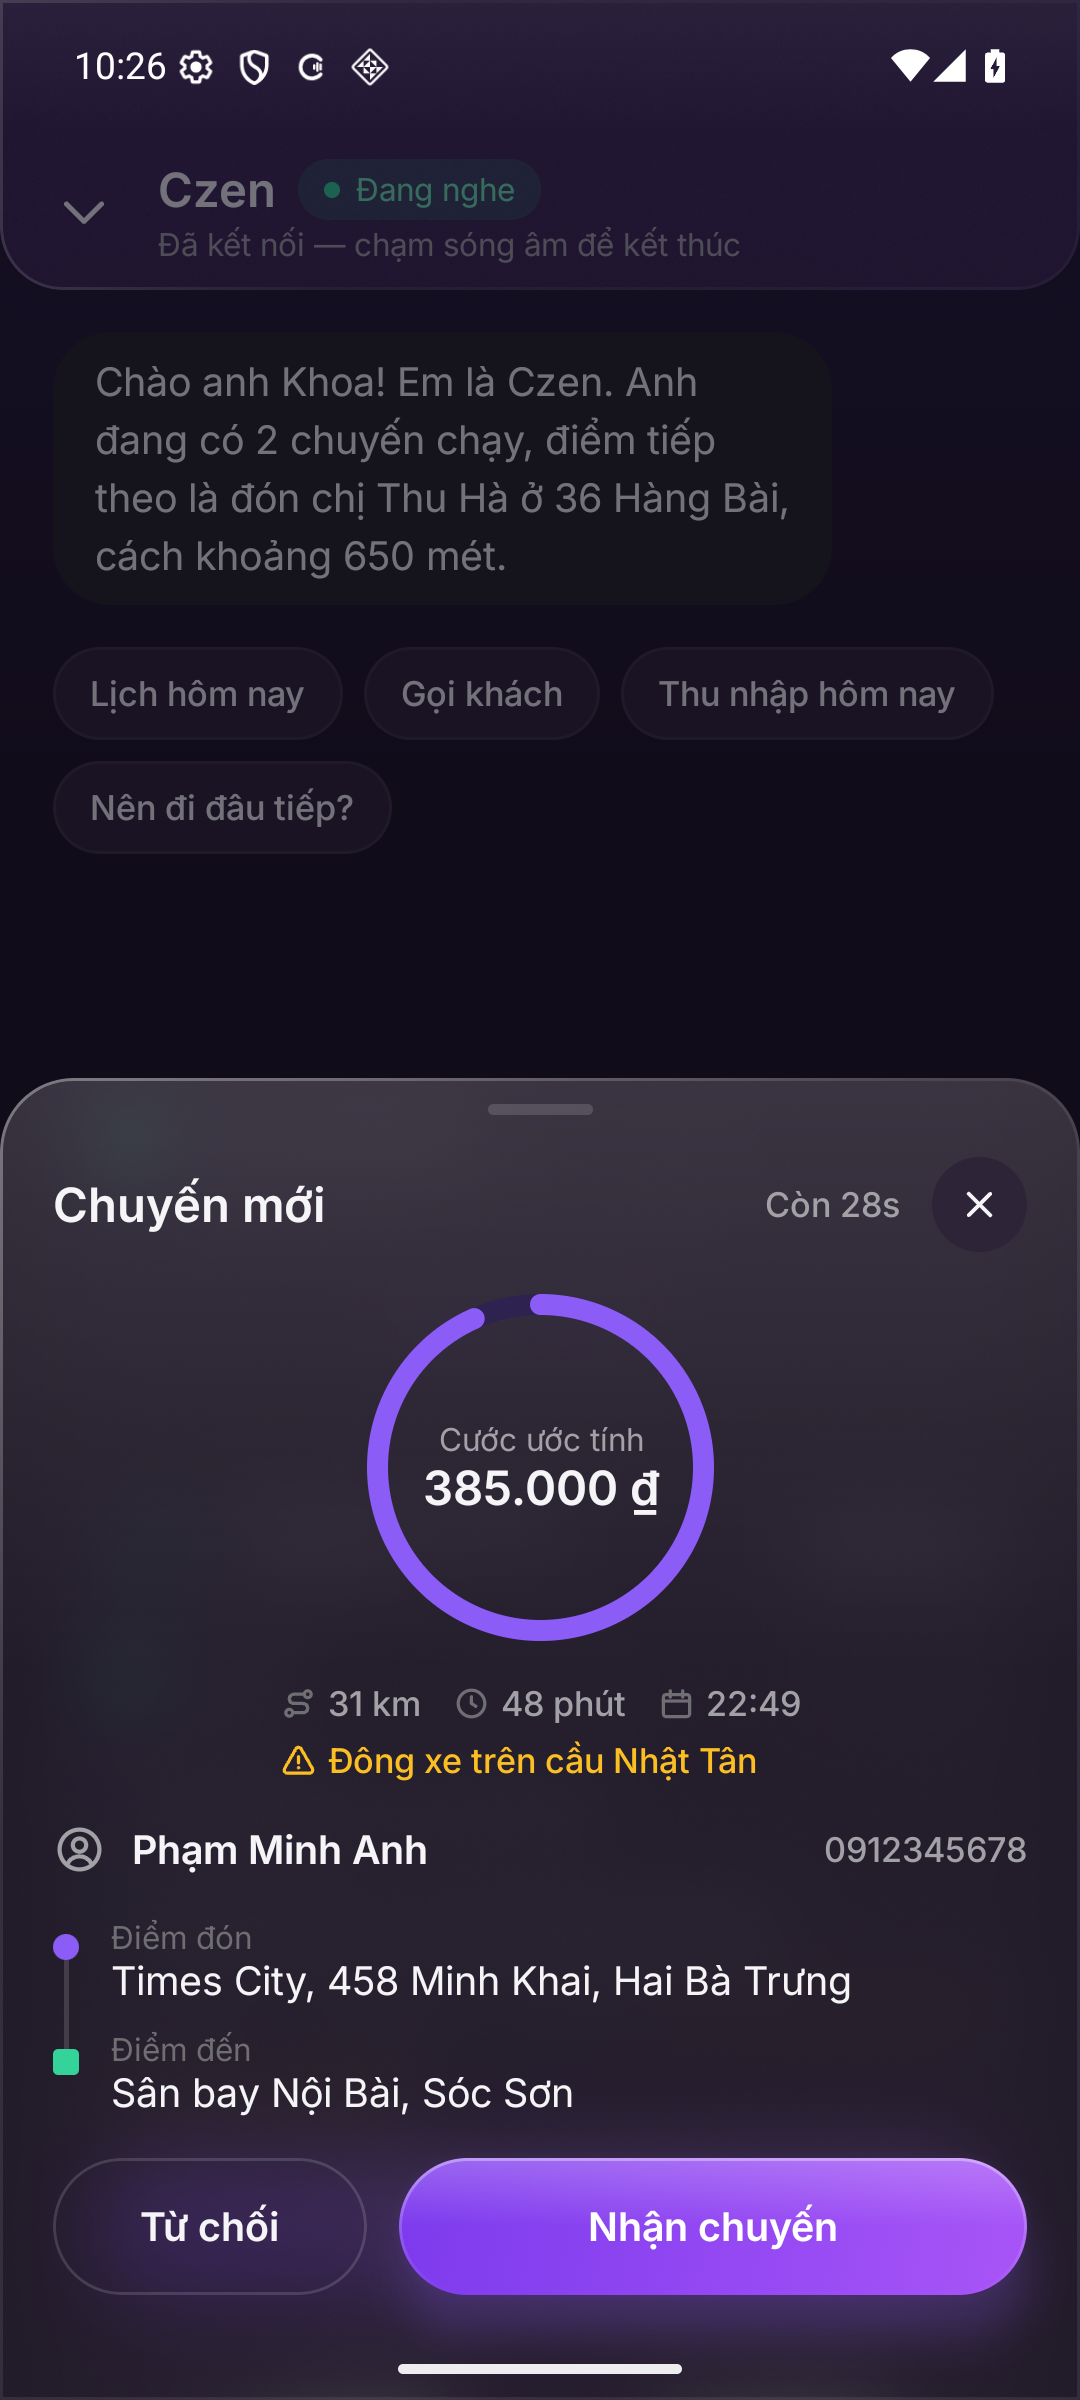 10:26
Czen
Đang nghe
Đã kết nối — chạm sóng âm để kết thúc
Chào anh Khoa! Em là Czen. Anh
đang có 2 chuyến chạy, điểm tiếp
theo là đón chị Thu Hà ở 36 Hàng Bài,
cách khoảng 650 mét.
Lịch hôm nay
Gọi khách
Thu nhập hôm nay
Nên đi đâu tiếp?
Chuyến mới
Còn 28s
Cước ước tính
385.000 ₫
31 km
48 phút
22:49
Đông xe trên cầu Nhật Tân
Phạm Minh Anh
0912345678
Điểm đón
Times City, 458 Minh Khai, Hai Bà Trưng
Điểm đến
Sân bay Nội Bài, Sóc Sơn
Từ chối
Nhận chuyến